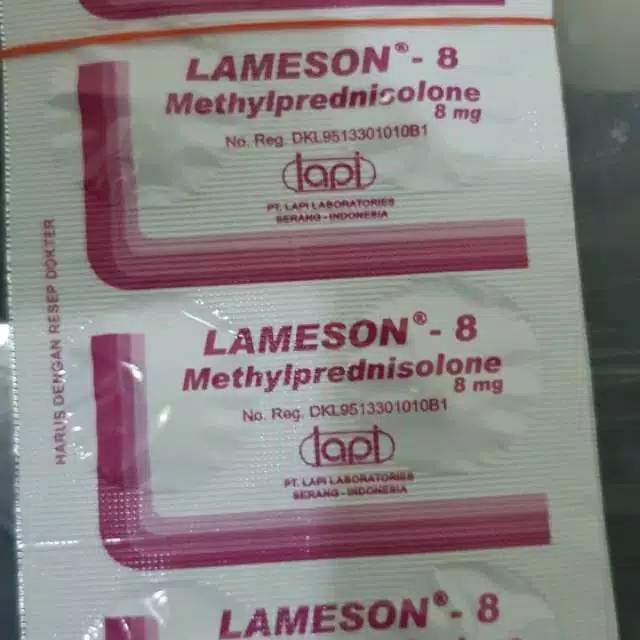 LAMESON® - 8
Methylprednisolone
8 mg
No. Reg. DKL9513301010B1
lapi
PT. LAPI LABORATORIES
SERANG - INDONESIA
HARUS DENGAN RESEP DOKTER
LAMESON® - 8
Methylprednisolone
8 mg
No. Reg. DKL9513301010B1
lapi
PT. LAPI LABORATORIES
SERANG - INDONESIA
LAMESON® - 8